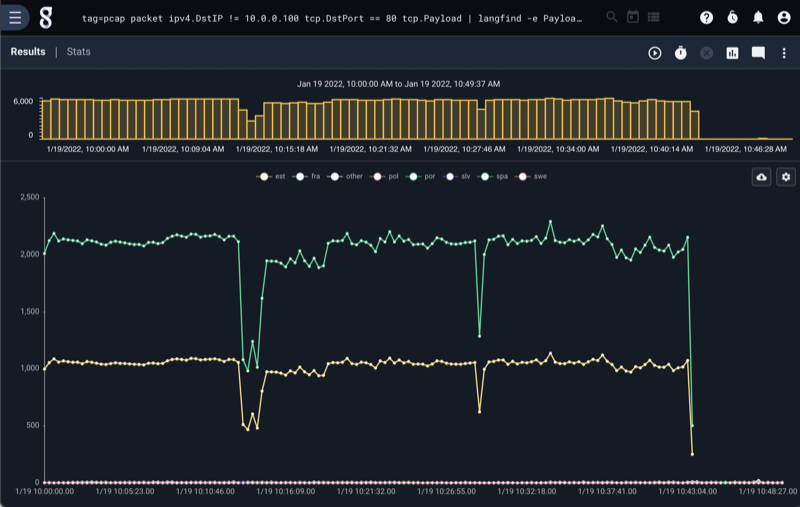 tag=pcap packet ipv4.DstIP != 10.0.0.100 tcp.DstPort == 80 tcp.Payload | langfind -e Payloa…
Results | Stats
Jan 19 2022, 10:00:00 AM to Jan 19 2022, 10:49:37 AM
6,000
0
1/19/2022, 10:00:00 AM 1/19/2022, 10:09:04 AM 1/19/2022, 10:15:18 AM 1/19/2022, 10:21:32 AM 1/19/2022, 10:27:46 AM 1/19/2022, 10:34:00 AM 1/19/2022, 10:40:14 AM 1/19/2022, 10:46:28 AM
est fra other pol por slv spa swe
2,500
2,000
1,500
1,000
500
0
1/19 10:00:00.00 1/19 10:05:23.00 1/19 10:10:46.00 1/19 10:16:09.00 1/19 10:21:32.00 1/19 10:26:55.00 1/19 10:32:18.00 1/19 10:37:41.00 1/19 10:43:04.00 1/19 10:48:27.00